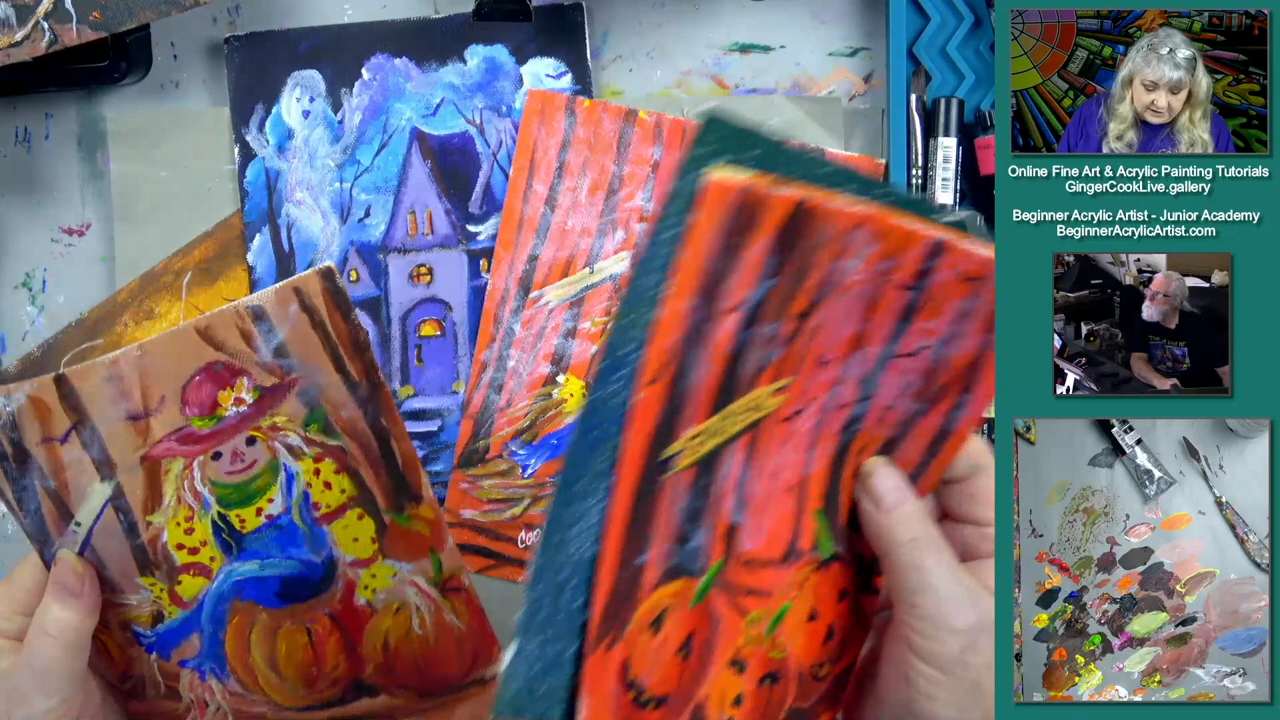 Online Fine Art & Acrylic Painting Tutorials
GingerCookLive.gallery
Beginner Acrylic Artist - Junior Academy
BeginnerAcrylicArtist.com